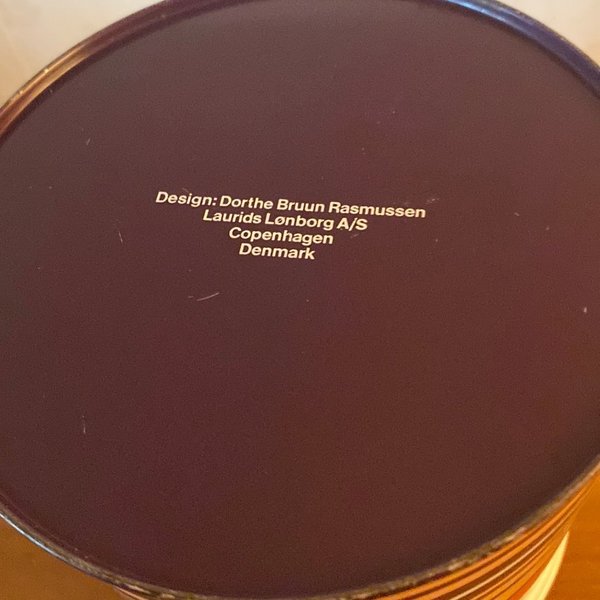 Design: Dorthe Bruun Rasmussen
Laurids Lønborg A/S
Copenhagen
Denmark